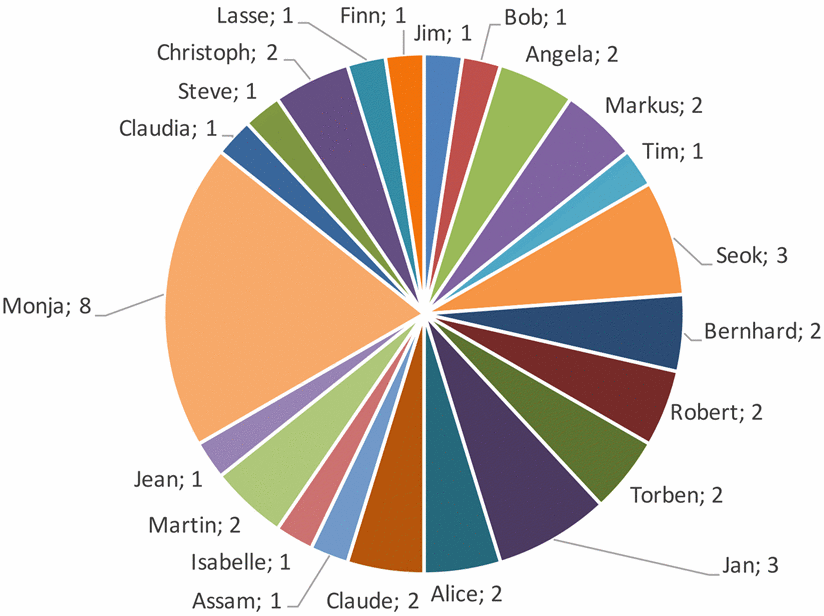 Lasse; 1
Finn; 1
Jim; 1
Bob; 1
Christoph; 2
Angela; 2
Steve; 1
Markus; 2
Claudia; 1
Tim; 1
Seok; 3
Monja; 8
Bernhard; 2
Robert; 2
Jean; 1
Torben; 2
Martin; 2
Isabelle; 1
Jan; 3
Assam; 1
Claude; 2
Alice; 2